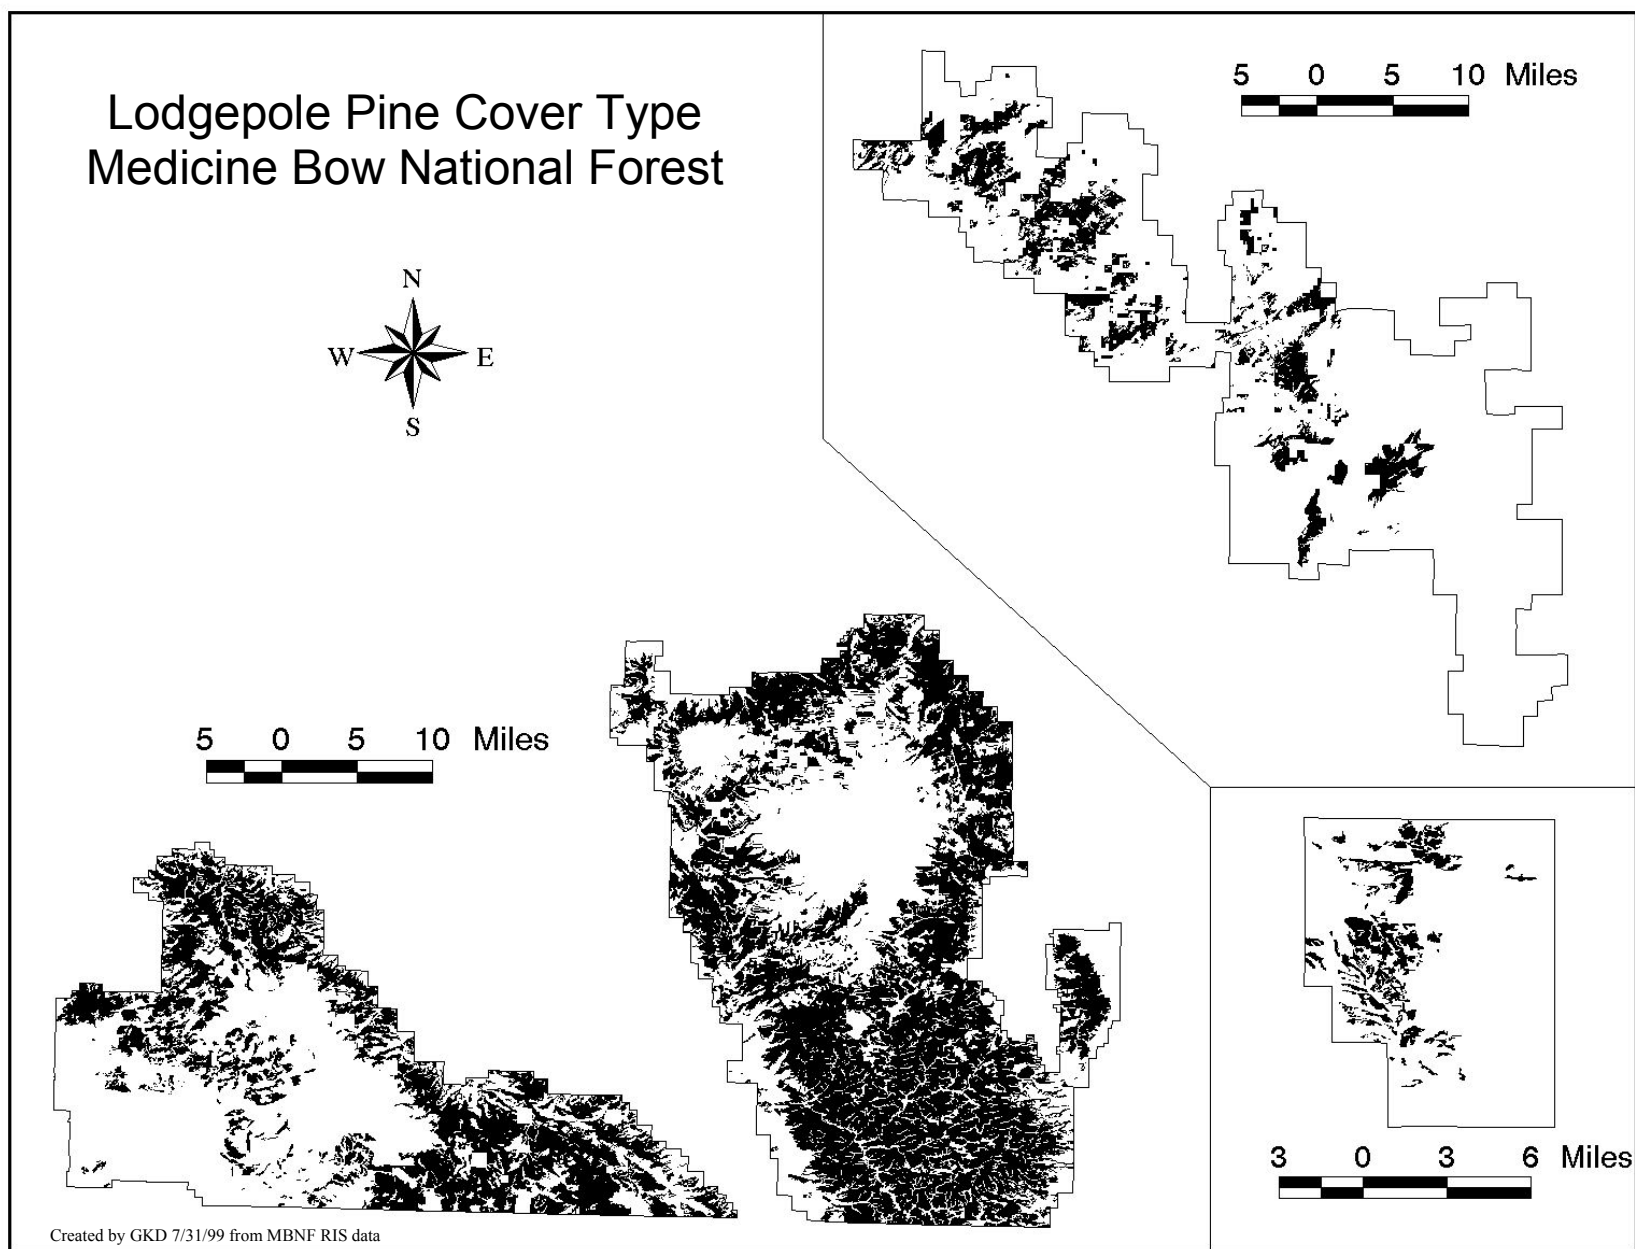 Lodgepole Pine Cover Type
Medicine Bow National Forest
5 0 5 10 Miles
N
W E
S
5 0 5 10 Miles
3 0 3 6 Miles
Created by GKD 7/31/99 from MBNF RIS data